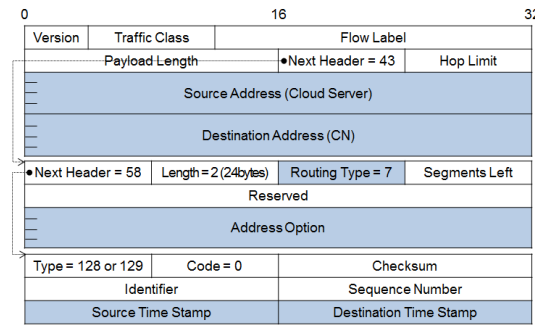 0 16 32
Version Traffic Class Flow Label
Payload Length Next Header = 43 Hop Limit
Source Address (Cloud Server)
Destination Address (CN)
Next Header = 58 Length = 2 (24bytes) Routing Type = 7 Segments Left
Reserved
Address Option
Type = 128 or 129 Code = 0 Checksum
Identifier Sequence Number
Source Time Stamp Destination Time Stamp